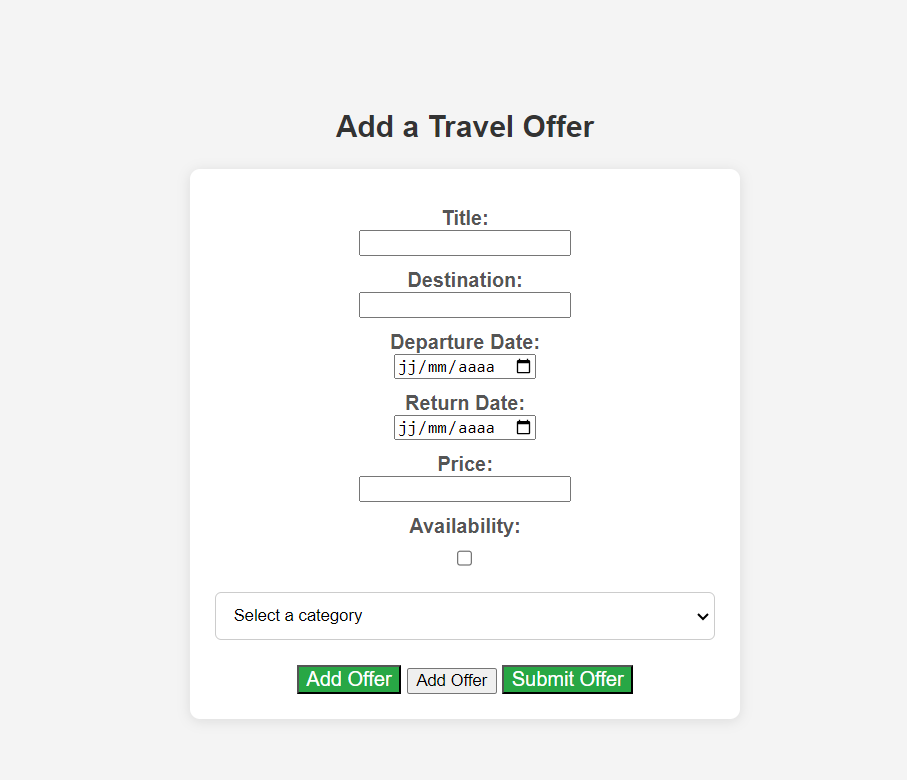 Add a Travel Offer
Title:
Destination:
Departure Date:
jj/mm/aaaa
Return Date:
jj/mm/aaaa
Price:
Availability:
Select a category
Add Offer Add Offer Submit Offer